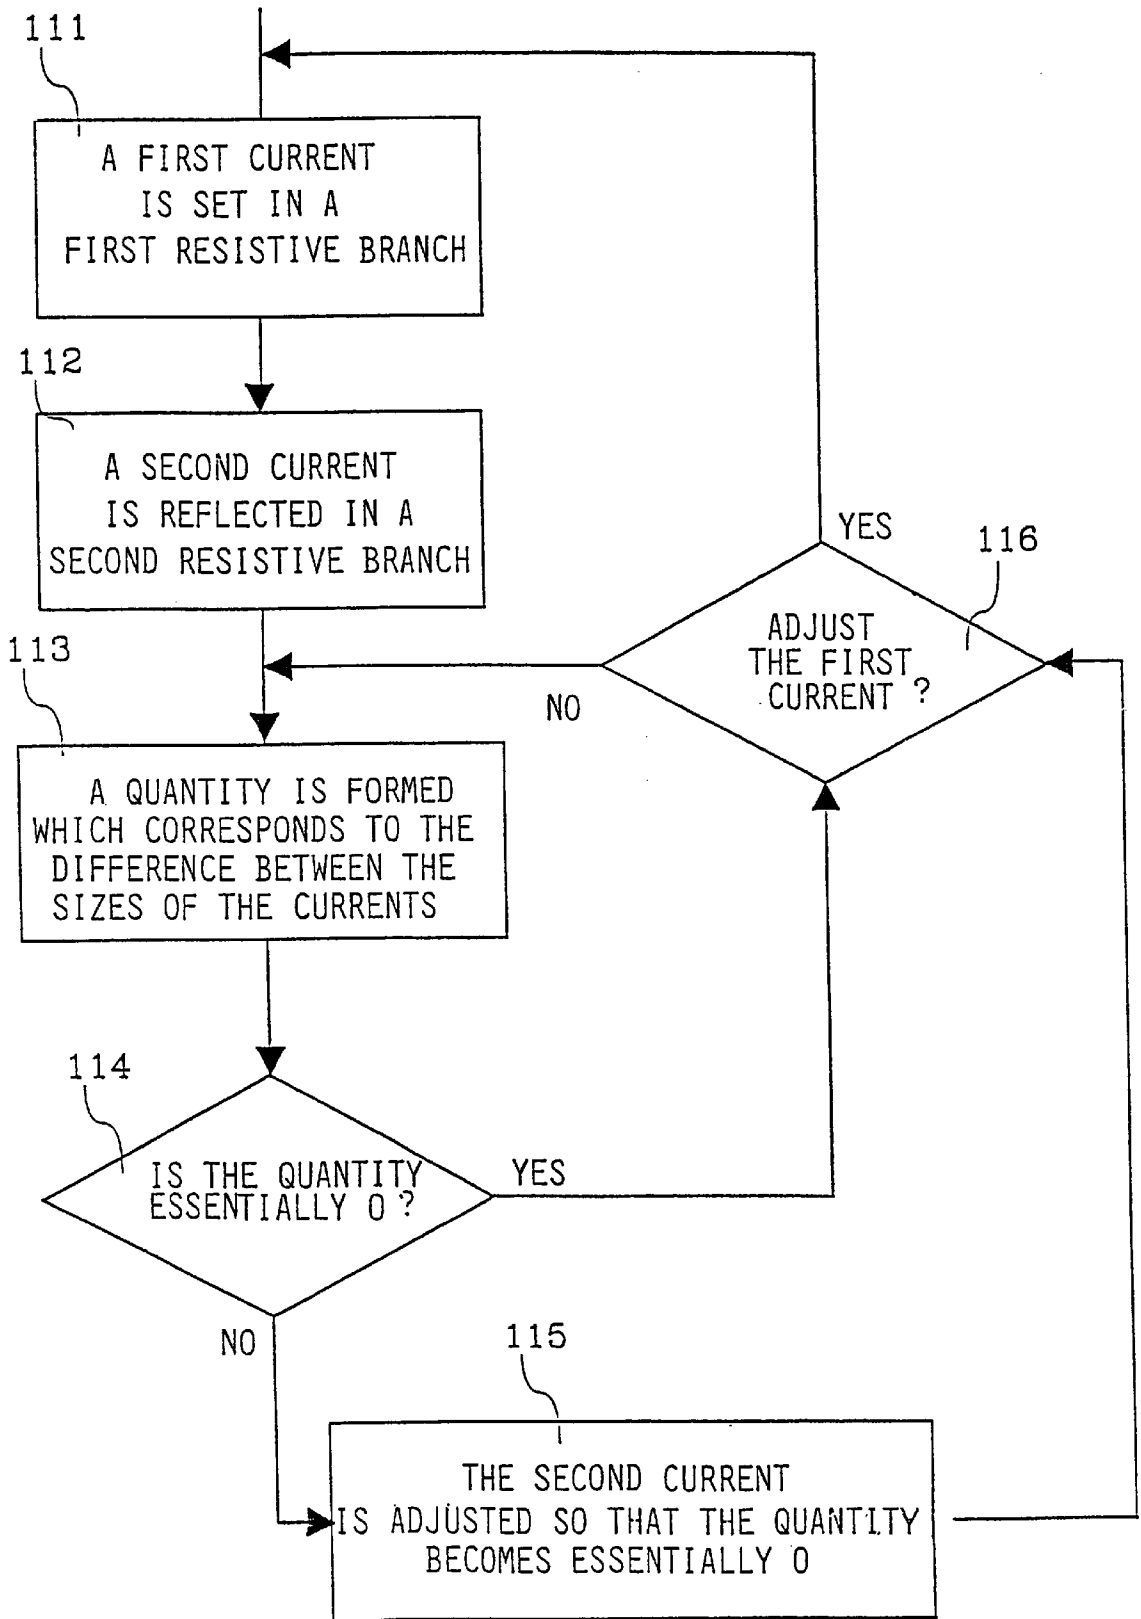 111
A FIRST CURRENT
IS SET IN A
FIRST RESISTIVE BRANCH
112
A SECOND CURRENT
IS REFLECTED IN A
SECOND RESISTIVE BRANCH
YES
116
ADJUST
THE FIRST
CURRENT ?
NO
113
A QUANTITY IS FORMED
WHICH CORRESPONDS TO THE
DIFFERENCE BETWEEN THE
SIZES OF THE CURRENTS
114
IS THE QUANTITY
ESSENTIALLY 0 ?
YES
NO
115
THE SECOND CURRENT
IS ADJUSTED SO THAT THE QUANTITY
BECOMES ESSENTIALLY 0